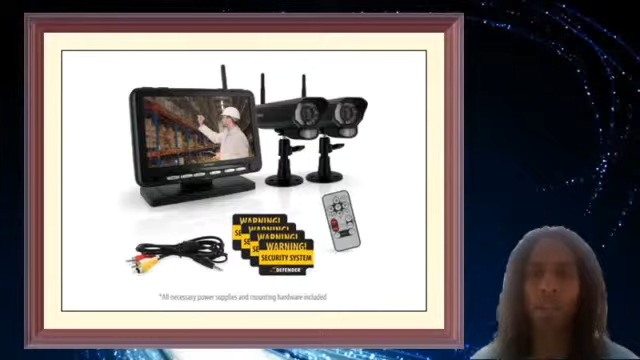 WARNING!
WARNING!
WARNING!
WARNING!
SECURITY SYSTEM
DEFENDER
*All necessary power supplies and mounting hardware included